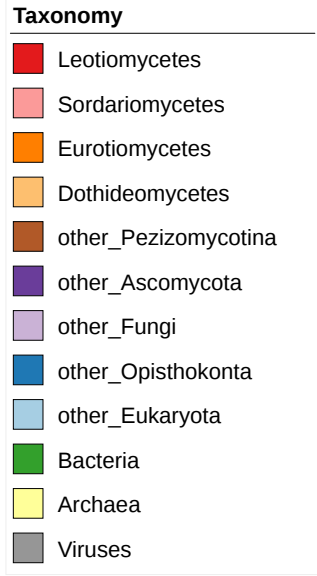 Taxonomy
Leotiomycetes
Sordariomycetes
Eurotiomycetes
Dothideomycetes
other_Pezizomycotina
other_Ascomycota
other_Fungi
other_Opisthokonta
other_Eukaryota
Bacteria
Archaea
Viruses